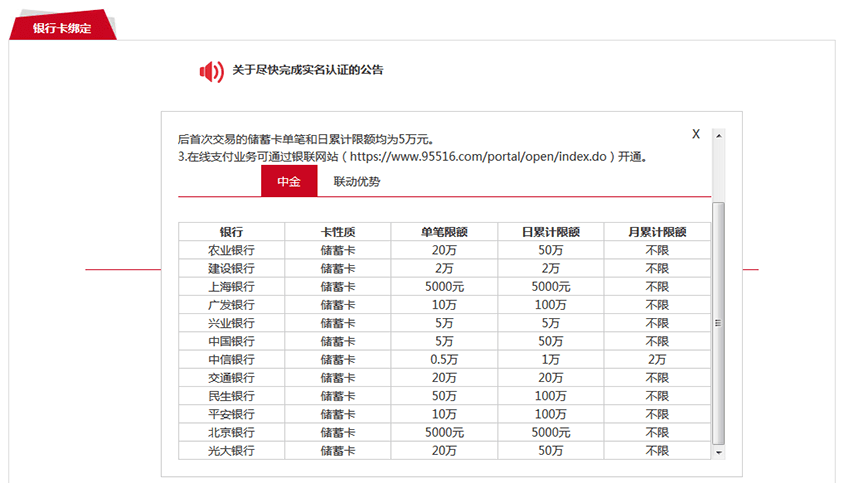 银行卡绑定
关于尽快完成实名认证的公告
X
后首次交易的储蓄卡单笔和日累计限额均为5万元。
3.在线支付业务可通过银联网站（https://www.95516.com/portal/open/index.do）开通。
中金 联动优势
银行 卡性质 单笔限额 日累计限额 月累计限额
农业银行 储蓄卡 20万 50万 不限
建设银行 储蓄卡 2万 2万 不限
上海银行 储蓄卡 5000元 5000元 不限
广发银行 储蓄卡 10万 100万 不限
兴业银行 储蓄卡 5万 5万 不限
中国银行 储蓄卡 5万 50万 不限
中信银行 储蓄卡 0.5万 1万 2万
交通银行 储蓄卡 20万 20万 不限
民生银行 储蓄卡 50万 100万 不限
平安银行 储蓄卡 10万 100万 不限
北京银行 储蓄卡 5000元 5000元 不限
光大银行 储蓄卡 20万 50万 不限